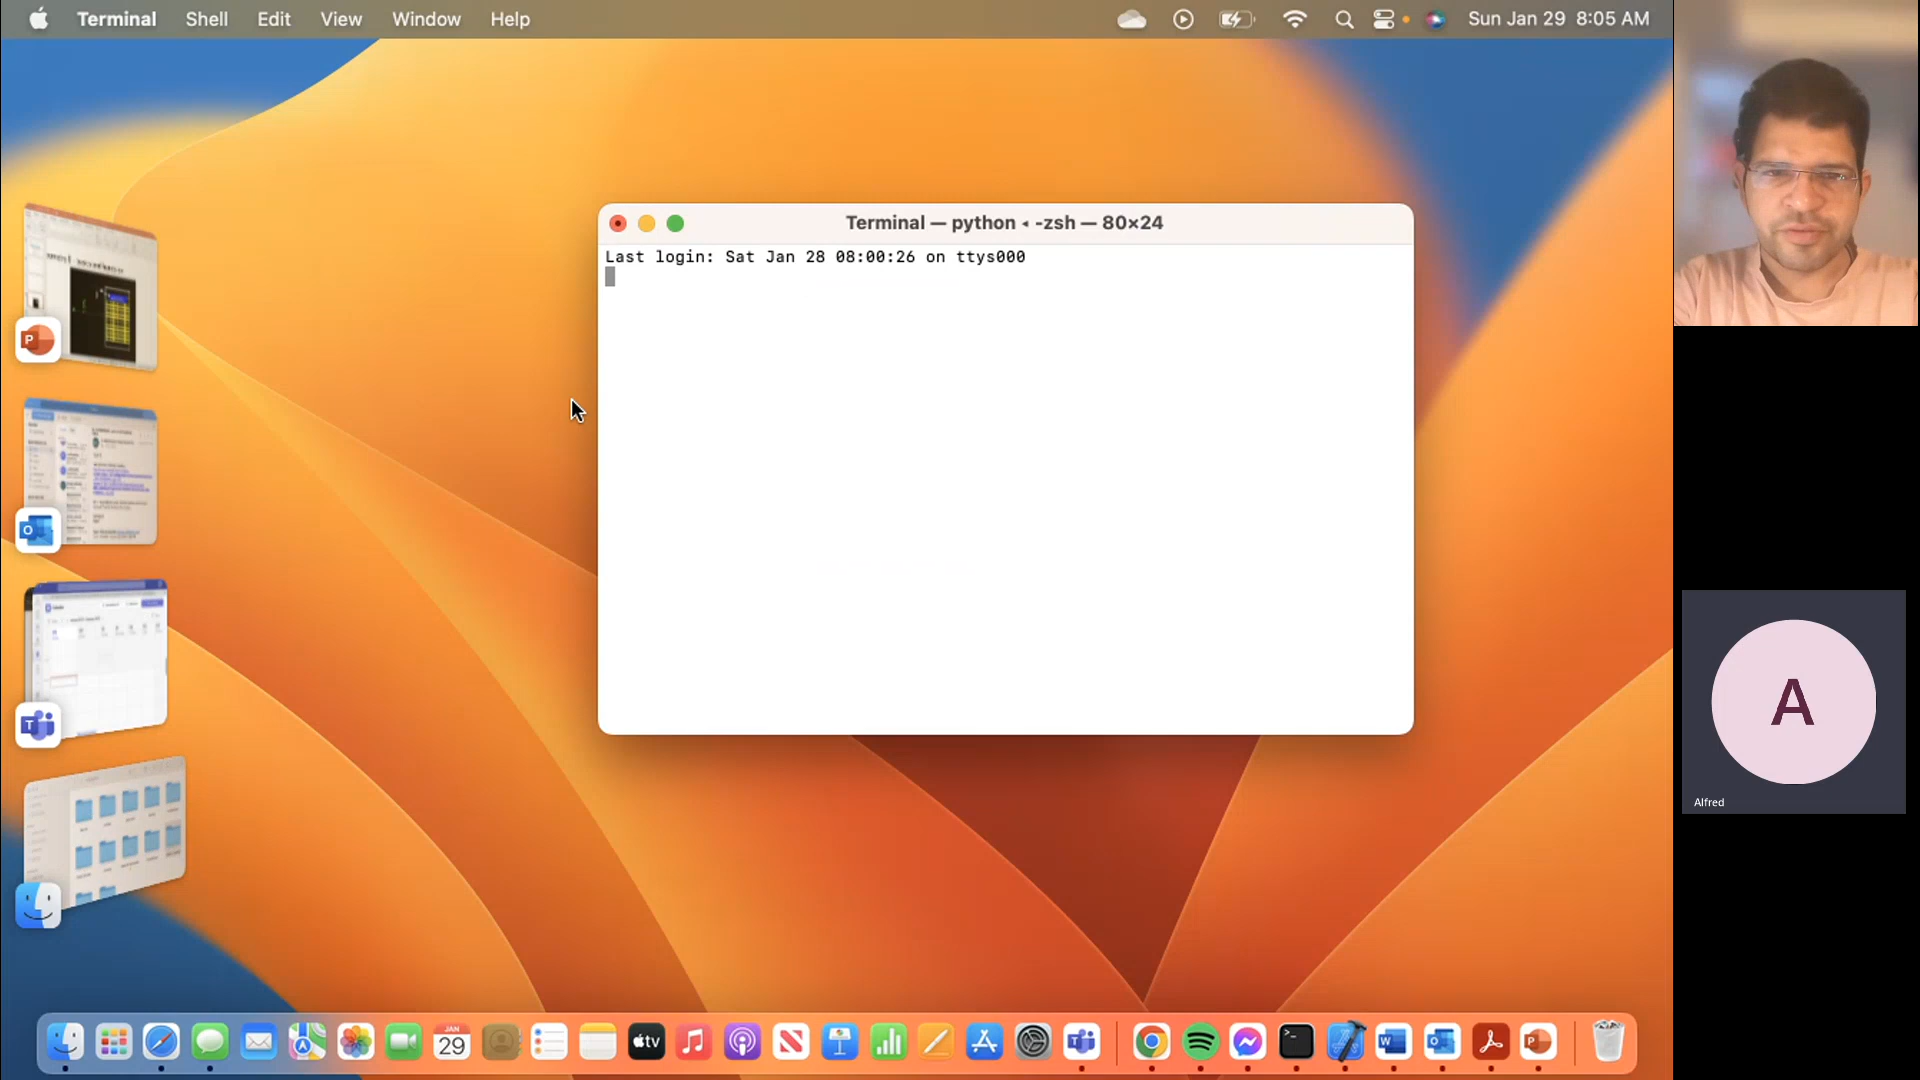 Terminal Shell Edit View Window Help Sun Jan 29 8:05 AM
Terminal — python ◂ -zsh — 80×24
Last login: Sat Jan 28 08:00:26 on ttys000
P
O
T
A
Alfred
JAN
29
tv
>_
W
O
P